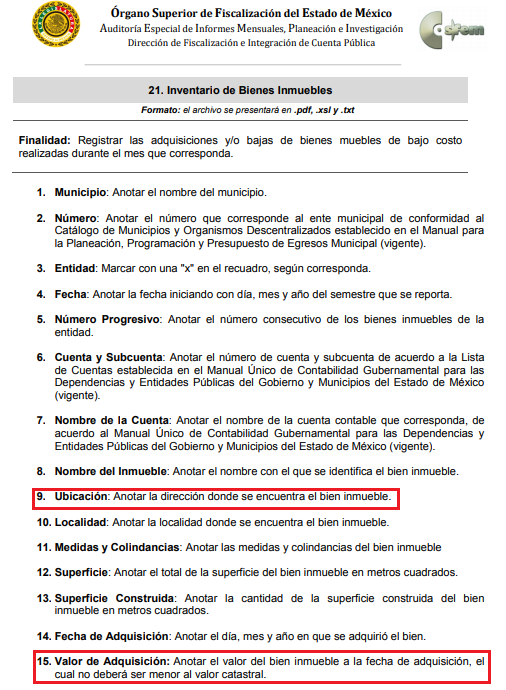 Órgano Superior de Fiscalización del Estado de México
Auditoría Especial de Informes Mensuales, Planeación e Investigación
Dirección de Fiscalización e Integración de Cuenta Pública
osfem
21. Inventario de Bienes Inmuebles
Formato: el archivo se presentará en .pdf, .xsl y .txt
Finalidad: Registrar las adquisiciones y/o bajas de bienes muebles de bajo costo
realizadas durante el mes que corresponda.
1. Municipio: Anotar el nombre del municipio.
2. Número: Anotar el número que corresponde al ente municipal de conformidad al
Catálogo de Municipios y Organismos Descentralizados establecido en el Manual para
la Planeación, Programación y Presupuesto de Egresos Municipal (vigente).
3. Entidad: Marcar con una "x" en el recuadro, según corresponda.
4. Fecha: Anotar la fecha iniciando con día, mes y año del semestre que se reporta.
5. Número Progresivo: Anotar el número consecutivo de los bienes inmuebles de la
entidad.
6. Cuenta y Subcuenta: Anotar el número de cuenta y subcuenta de acuerdo a la Lista
de Cuentas establecida en el Manual Único de Contabilidad Gubernamental para las
Dependencias y Entidades Públicas del Gobierno y Municipios del Estado de México
(vigente).
7. Nombre de la Cuenta: Anotar el nombre de la cuenta contable que corresponda, de
acuerdo al Manual Único de Contabilidad Gubernamental para las Dependencias y
Entidades Públicas del Gobierno y Municipios del Estado de México (vigente).
8. Nombre del Inmueble: Anotar el nombre con el que se identifica el bien inmueble.
9. Ubicación: Anotar la dirección donde se encuentra el bien inmueble.
10. Localidad: Anotar la localidad donde se encuentra el bien inmueble.
11. Medidas y Colindancias: Anotar las medidas y colindancias del bien inmueble
12. Superficie: Anotar el total de la superficie del bien inmueble en metros cuadrados.
13. Superficie Construida: Anotar la cantidad de la superficie construida del bien
inmueble en metros cuadrados.
14. Fecha de Adquisición: Anotar el día, mes y año en que se adquirió el bien.
15. Valor de Adquisición: Anotar el valor del bien inmueble a la fecha de adquisición, el
cual no deberá ser menor al valor catastral.